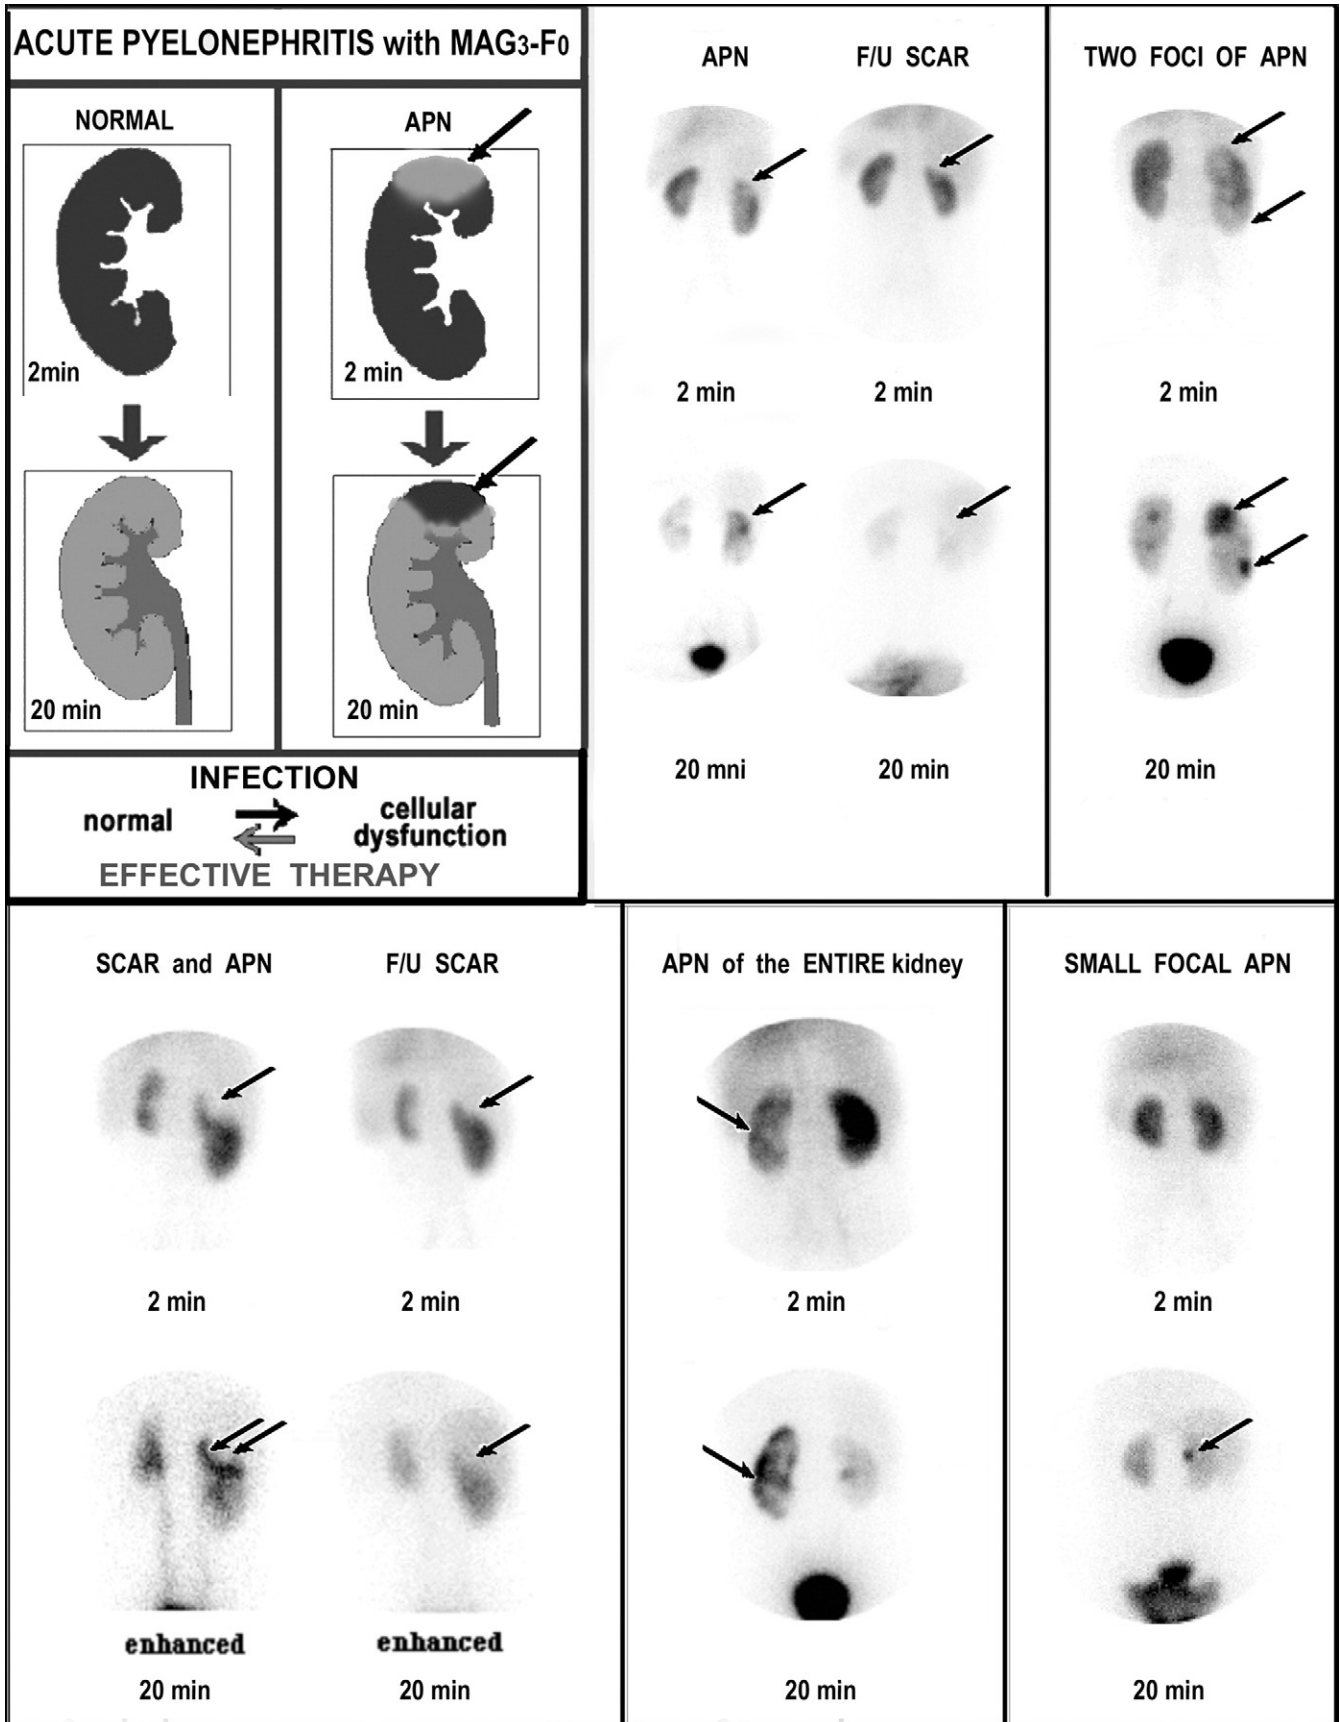 ACUTE PYELONEPHRITIS with MAG3-F0
NORMAL
APN
2min
2 min
20 min
20 min
INFECTION
normal
cellular
dysfunction
EFFECTIVE THERAPY
APN
F/U SCAR
2 min
2 min
20 mni
20 min
TWO FOCI OF APN
2 min
20 min
SCAR and APN
F/U SCAR
2 min
2 min
enhanced
enhanced
20 min
20 min
APN of the ENTIRE kidney
2 min
20 min
SMALL FOCAL APN
2 min
20 min